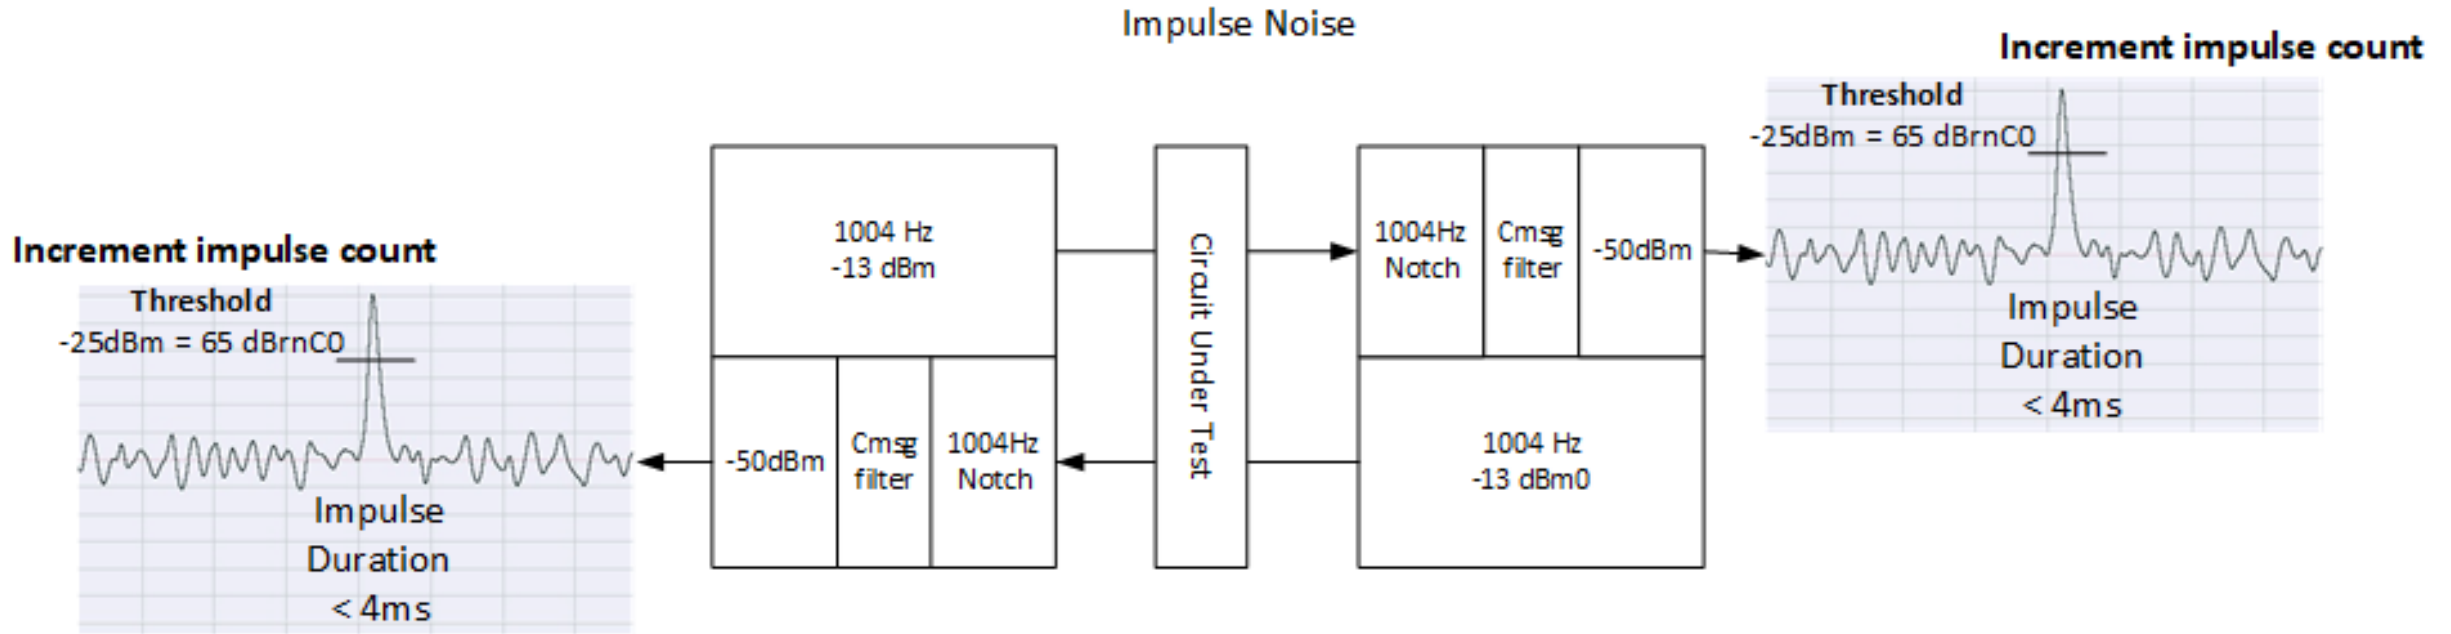 Impulse Noise
Increment impulse count
Threshold
-25dBm = 65 dBrnC0
Impulse
Duration
< 4ms
1004 Hz
-13 dBm
-50dBm
Cmsg
filter
1004Hz
Notch
Circuit Under Test
1004Hz
Notch
Cmsg
filter
-50dBm
1004 Hz
-13 dBm0
Increment impulse count
Threshold
-25dBm = 65 dBrnC0
Impulse
Duration
< 4ms